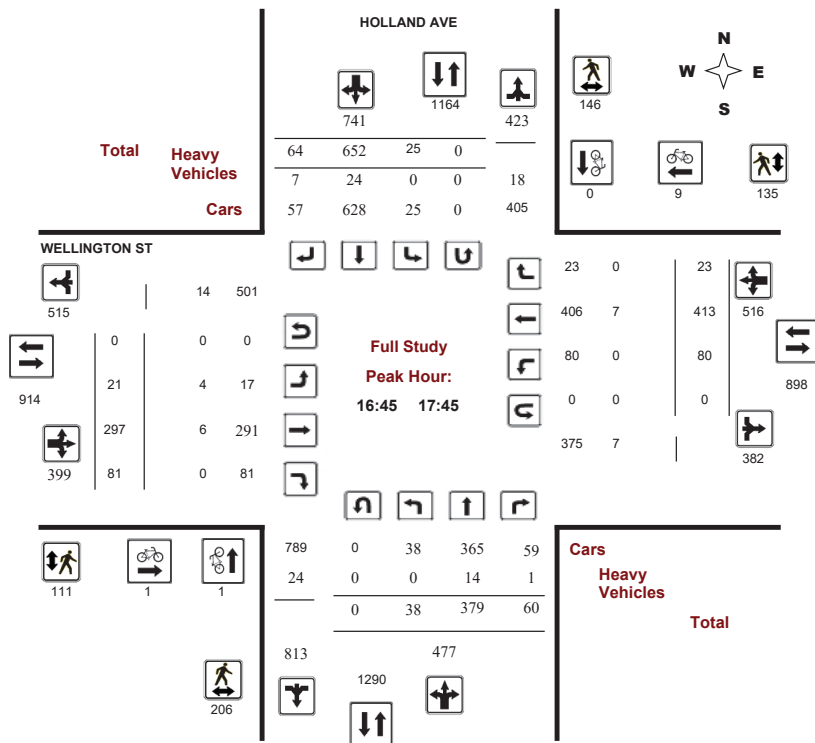 HOLLAND AVE
N
W E
S
1164
146
741 423
Total Heavy 64 652 25 0
Vehicles 7 24 0 0 18
0 9 135
Cars 57 628 25 0 405
WELLINGTON ST
515 14 501
23 0 23
406 7 413 516
0 0 0
Full Study
80 0 80
914 21 4 17
Peak Hour:
898
16:45 17:45
0 0 0
297 6 291
375 7 382
399 81 0 81
789 0 38 365 59 Cars
24 0 0 14 1 Heavy
Vehicles
111 1 1
0 38 379 60
Total
813 477
1290
206